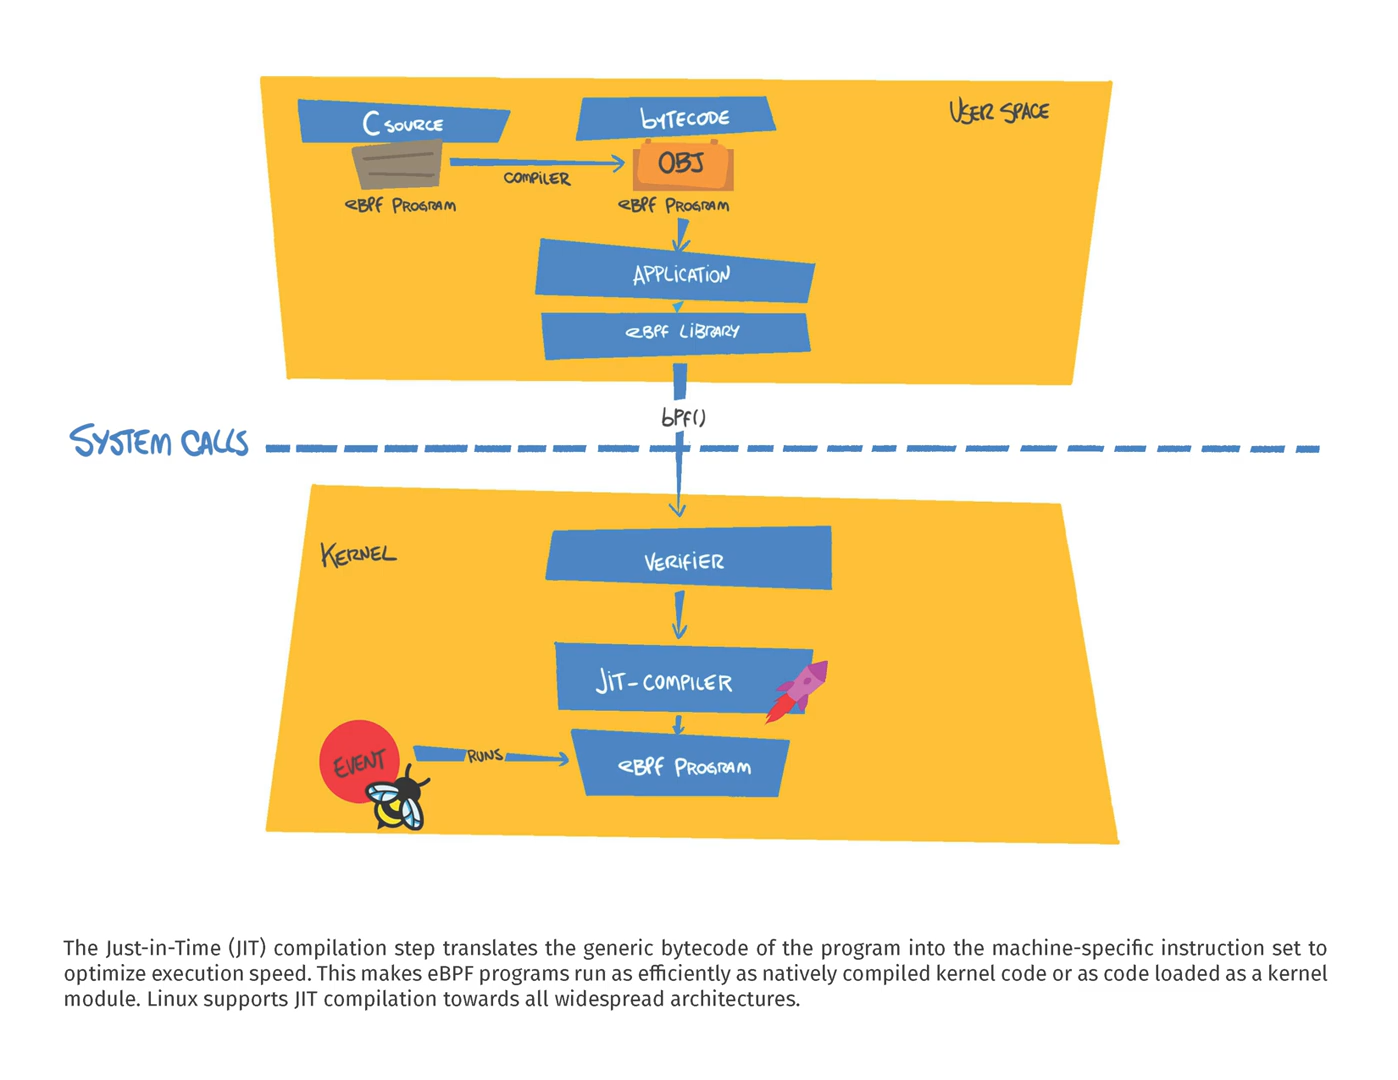 C SOURCE
bYTECODE
USER SPACE
OBJ
COMPILER
eBPF PROGRAM
eBPF PROGRAM
APPLICATION
eBPF LIBRARY
bPf()
SYSTEM CALLS
KERNEL
VERIFIER
JIT-COMPILER
EVENT
RUNS
eBPF PROGRAM
The Just-in-Time (JIT) compilation step translates the generic bytecode of the program into the machine-specific instruction set to
optimize execution speed. This makes eBPF programs run as efficiently as natively compiled kernel code or as code loaded as a kernel
module. Linux supports JIT compilation towards all widespread architectures.